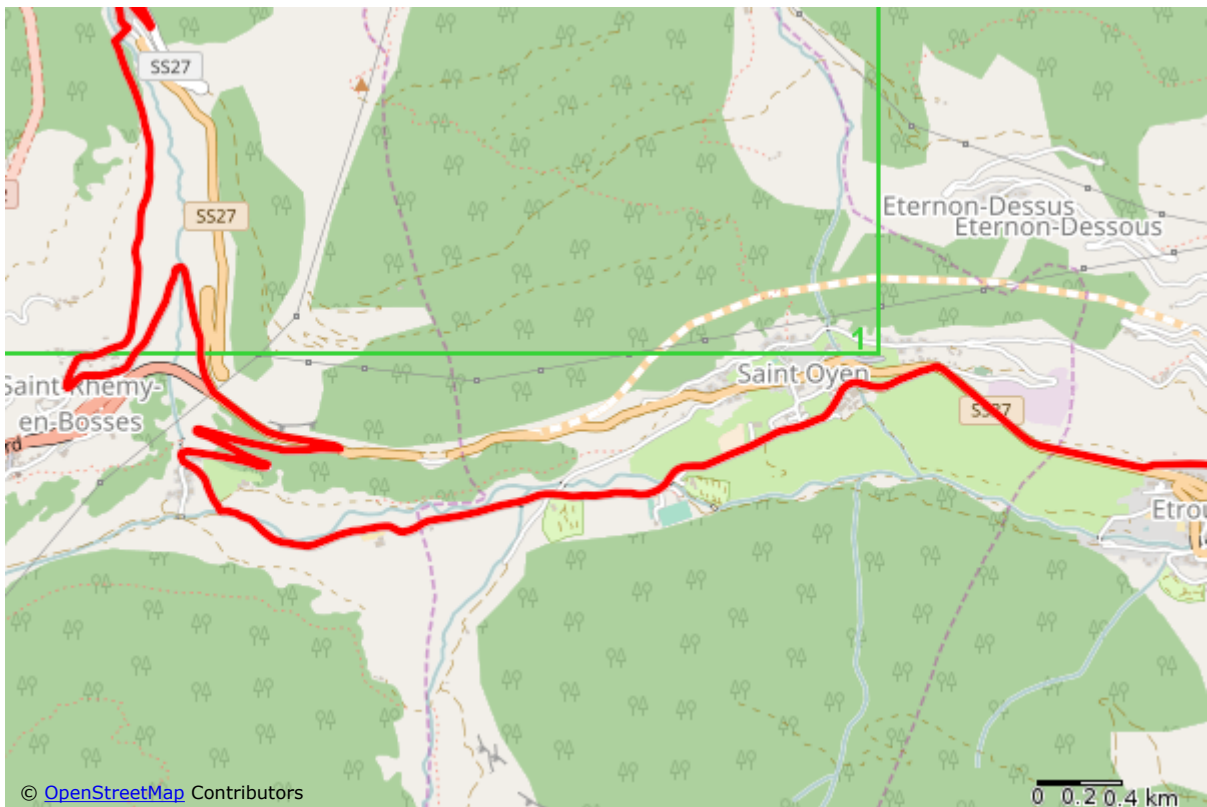 SS27
SS27
Eternon-Dessus
Eternon-Dessous
1
Saint Oyen
Saint-Rhemy-
en-Bosses
SS27
Etrou
© OpenStreetMap Contributors
0 0.2 0.4 km